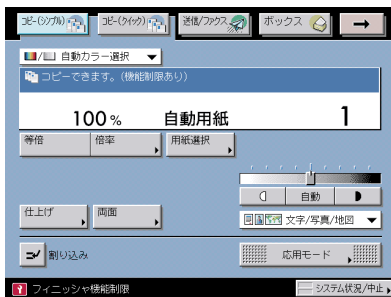 コピー(シンプル) コピー(クイック) 送信/ファクス ボックス
自動カラー選択
コピーできます。(機能制限あり)
100 % 自動用紙 1
等倍 倍率 用紙選択
自動
仕上げ 両面 文字/写真/地図
割り込み 応用モード
フィニッシャ機能制限 システム状況/中止